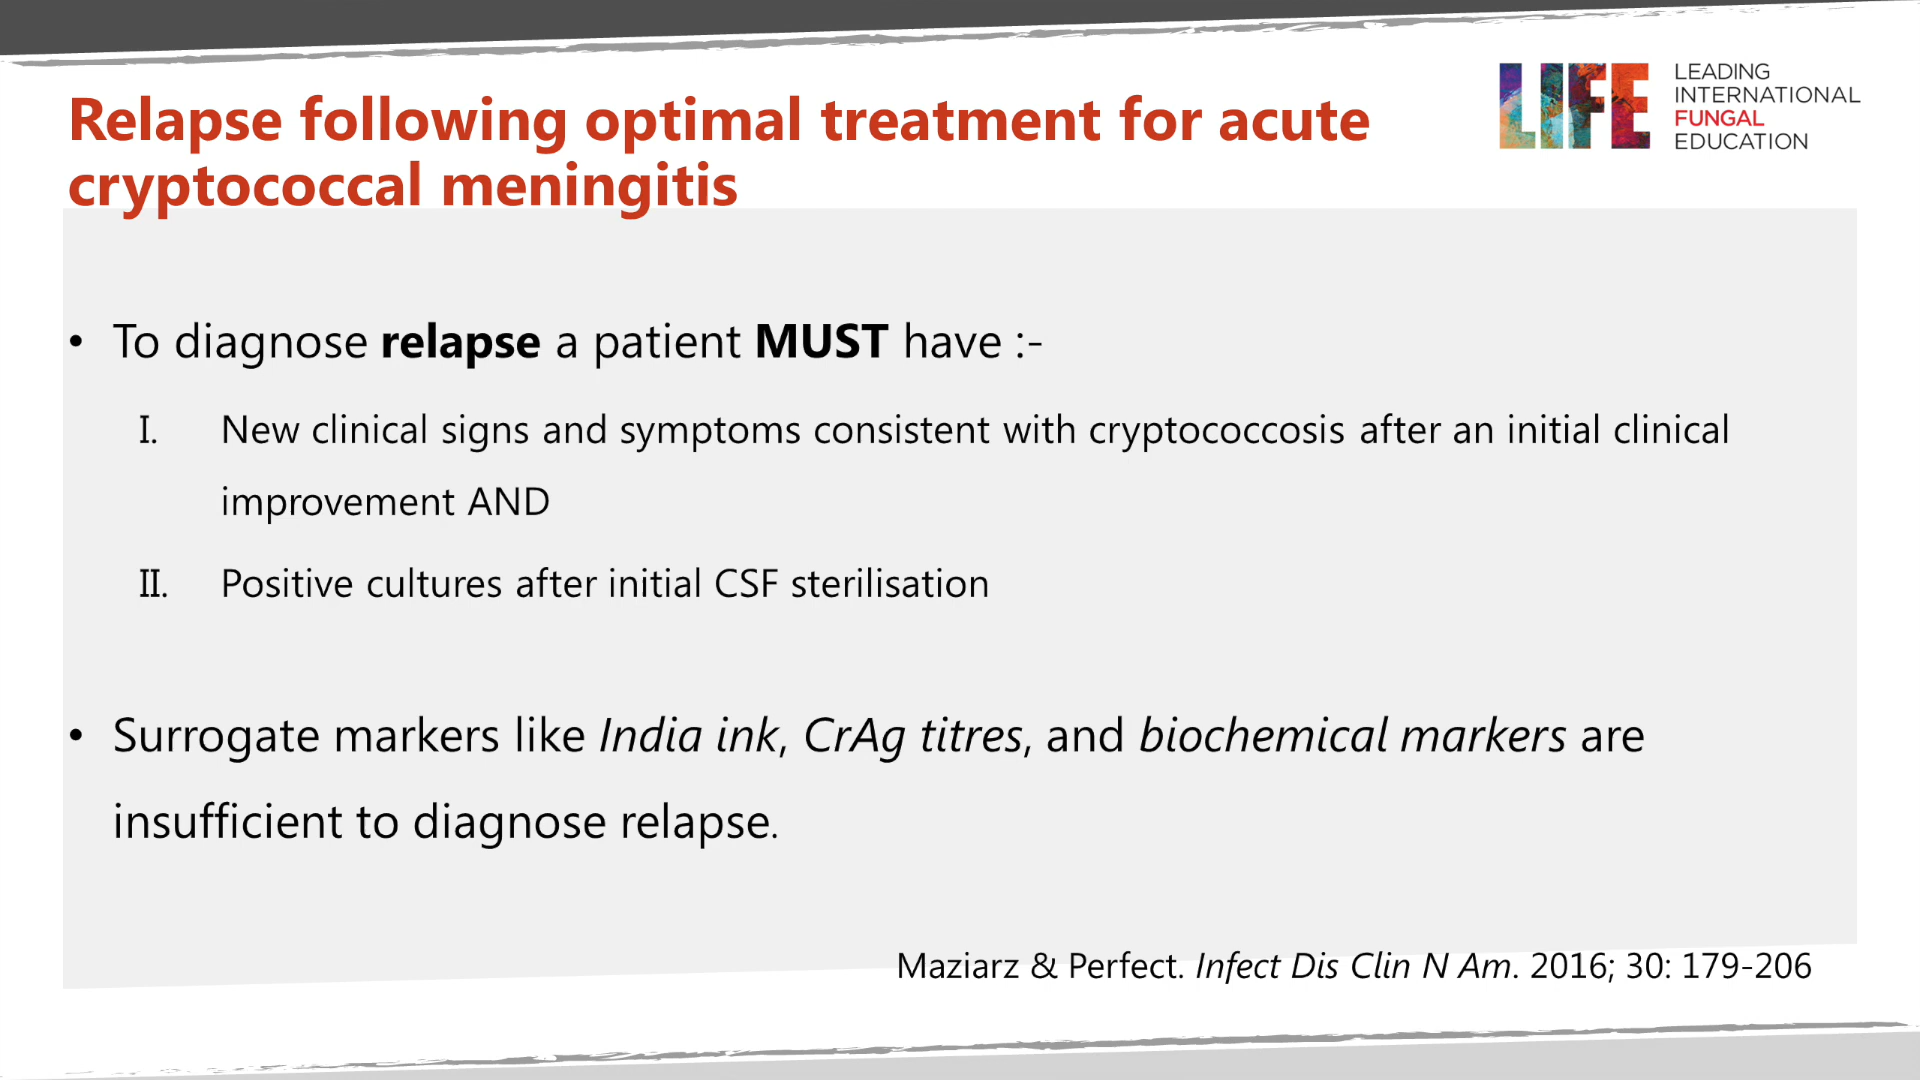 LIFE
LEADING
INTERNATIONAL
FUNGAL
EDUCATION
Relapse following optimal treatment for acute
cryptococcal meningitis
• To diagnose relapse a patient MUST have :-
I. New clinical signs and symptoms consistent with cryptococcosis after an initial clinical
improvement AND
II. Positive cultures after initial CSF sterilisation
• Surrogate markers like India ink, CrAg titres, and biochemical markers are
insufficient to diagnose relapse.
Maziarz & Perfect. Infect Dis Clin N Am. 2016; 30: 179-206